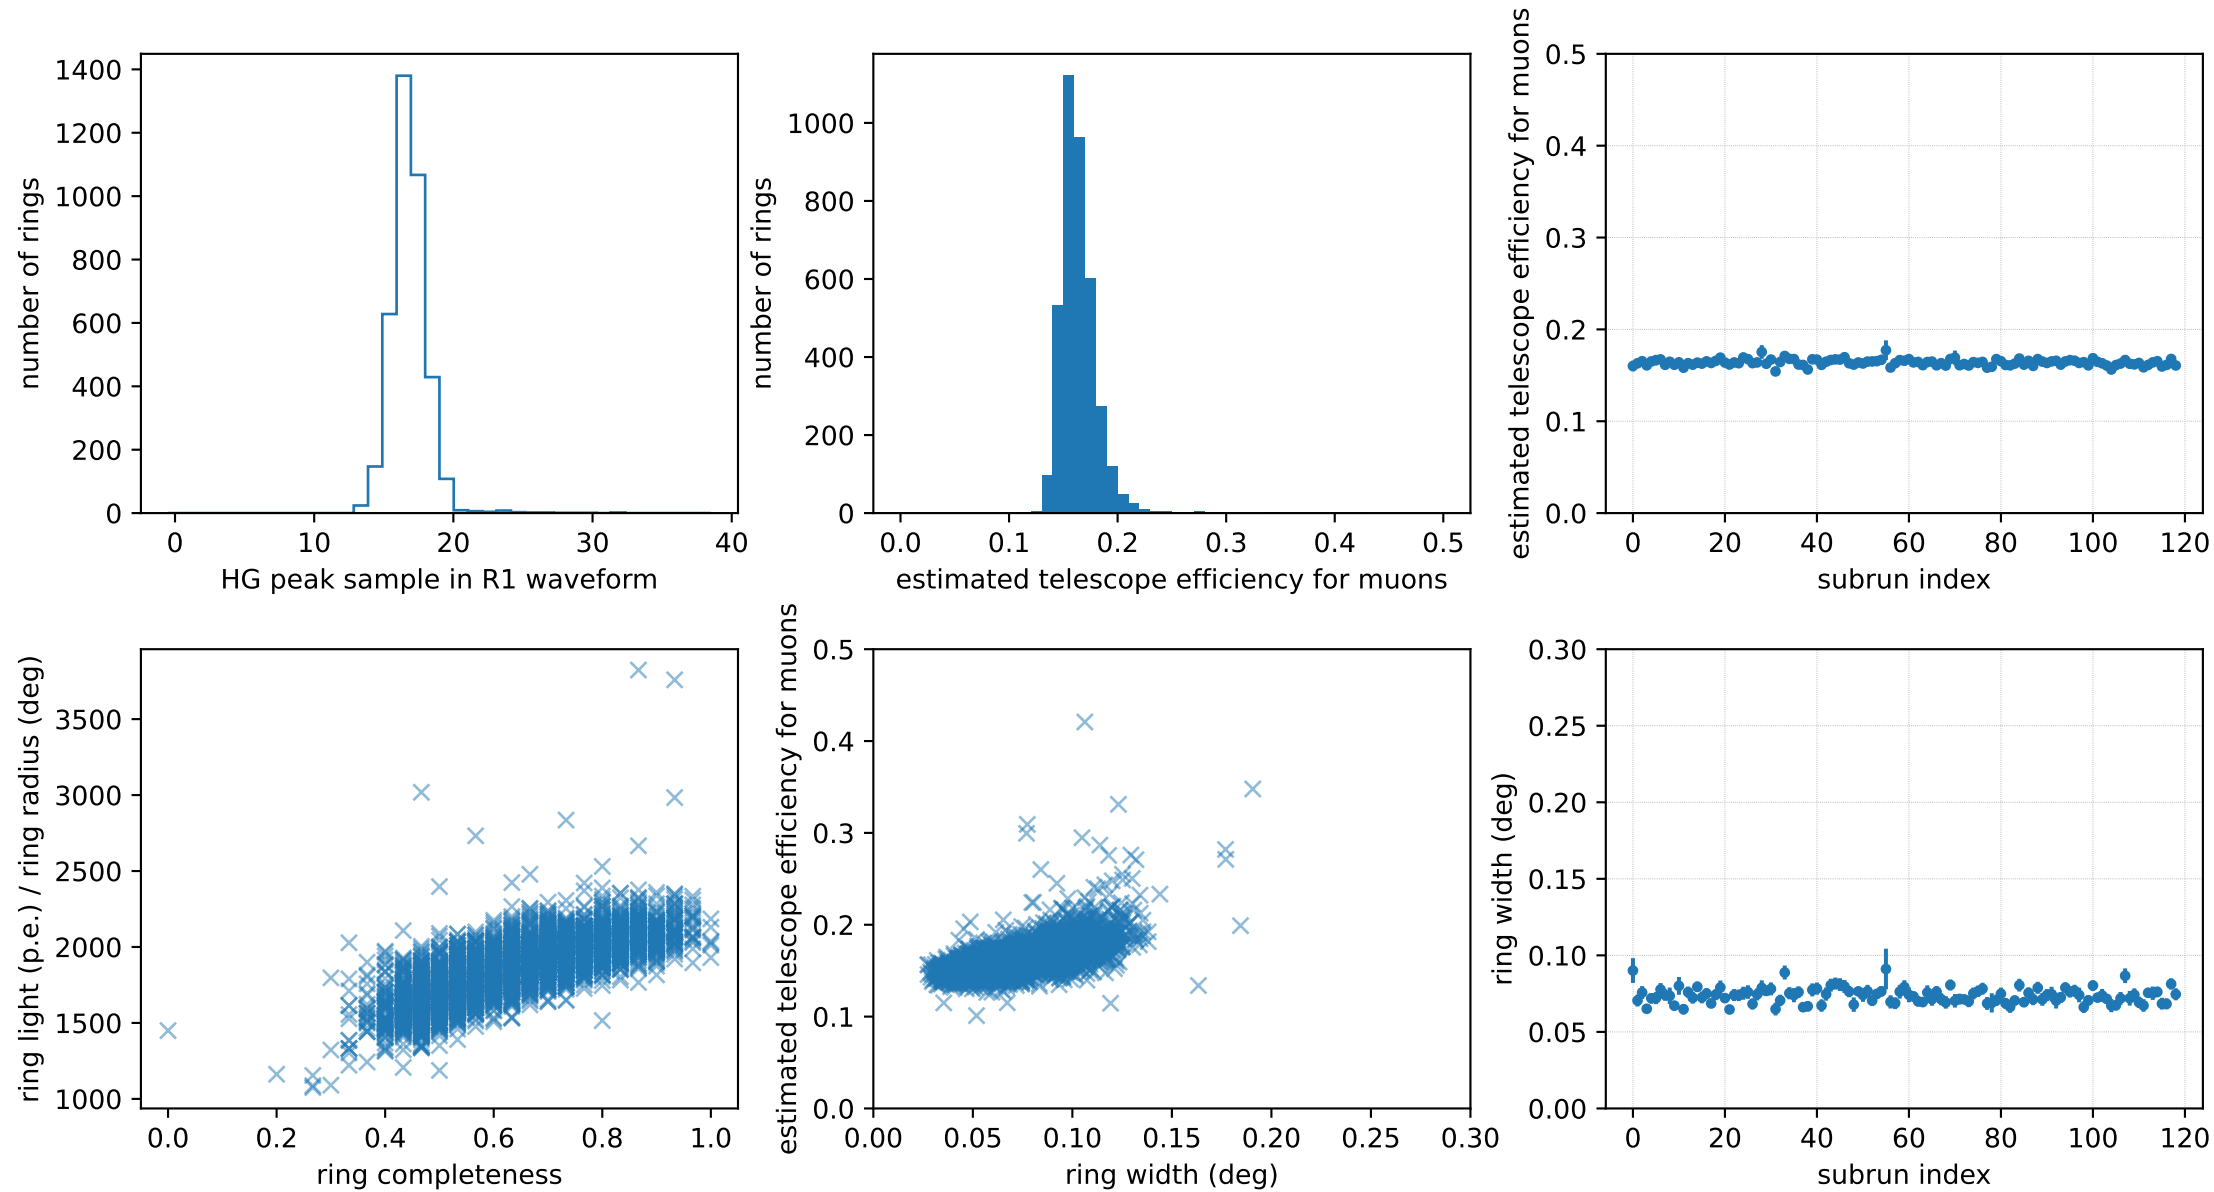 1400
1200
1000
800
600
400
200
0
number of rings
0 10 20 30 40
HG peak sample in R1 waveform
1000
800
600
400
200
0
number of rings
0.0 0.1 0.2 0.3 0.4 0.5
estimated telescope efficiency for muons
0.5
0.4
0.3
0.2
0.1
0.0
estimated telescope efficiency for muons
0 20 40 60 80 100 120
subrun index
3500
3000
2500
2000
1500
1000
ring light (p.e.) / ring radius (deg)
0.0 0.2 0.4 0.6 0.8 1.0
ring completeness
0.5
0.4
0.3
0.2
0.1
0.0
estimated telescope efficiency for muons
0.00 0.05 0.10 0.15 0.20 0.25 0.30
ring width (deg)
0.30
0.25
0.20
0.15
0.10
0.05
0.00
ring width (deg)
0 20 40 60 80 100 120
subrun index